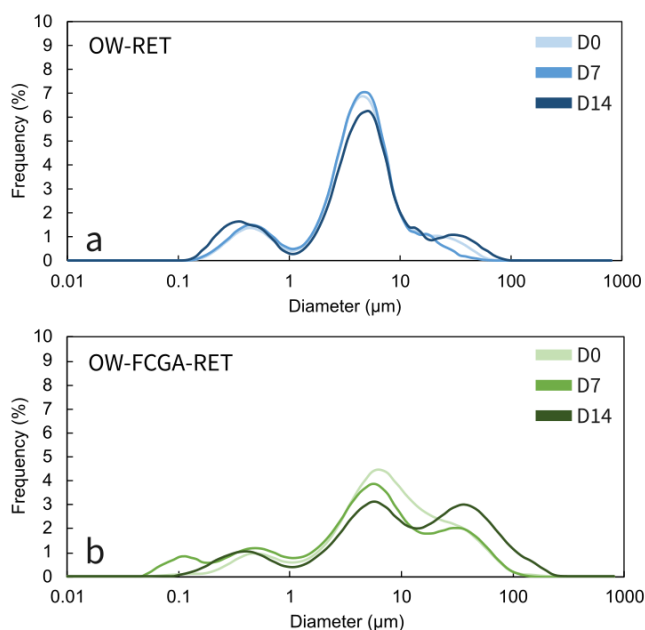 OW-RET
D0
D7
D14
Frequency (%)
10
9
8
7
6
5
4
3
2
1
0
a
0.01 0.1 1 10 100 1000
Diameter (µm)
OW-FCGA-RET
D0
D7
D14
Frequency (%)
10
9
8
7
6
5
4
3
2
1
0
b
0.01 0.1 1 10 100 1000
Diameter (µm)